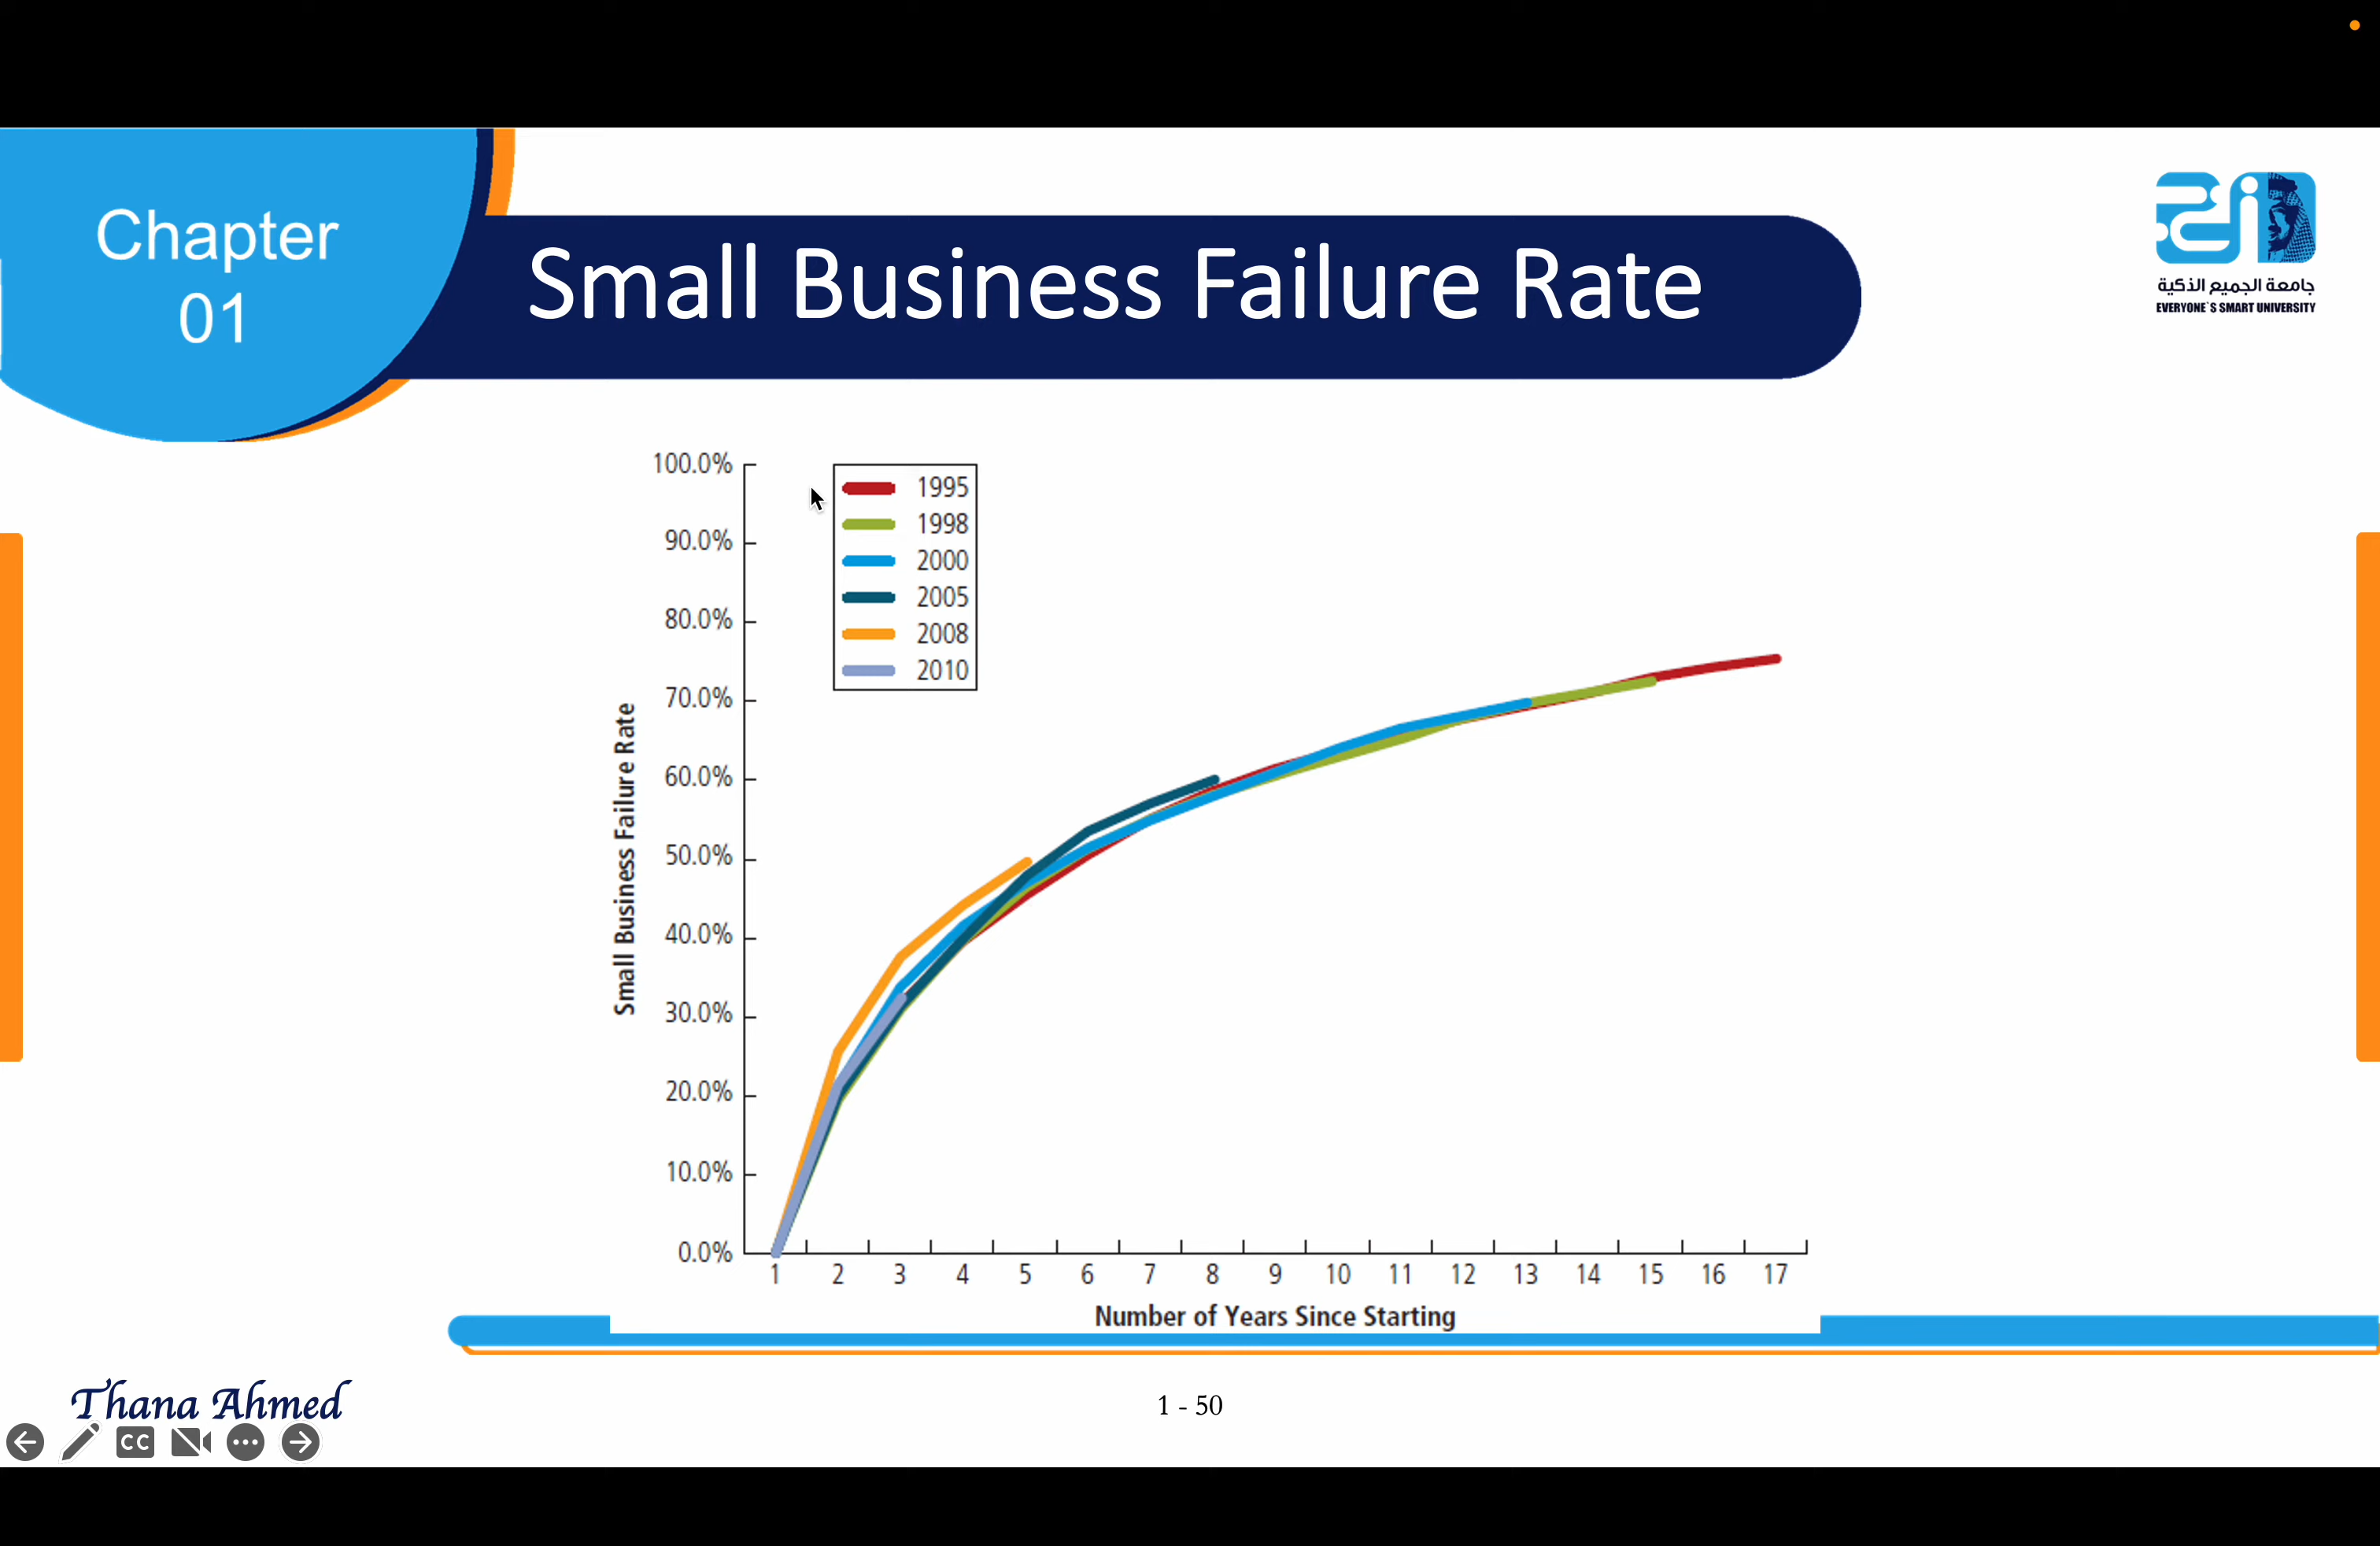 Chapter
01
Small Business Failure Rate
جامعة الجميع الذكية
EVERYONE`S SMART UNIVERSITY
100.0%
90.0%
80.0%
70.0%
60.0%
50.0%
40.0%
30.0%
20.0%
10.0%
0.0%
1995
1998
2000
2005
2008
2010
Small Business Failure Rate
1 2 3 4 5 6 7 8 9 10 11 12 13 14 15 16 17
Number of Years Since Starting
Thana Ahmed
1 - 50
CC